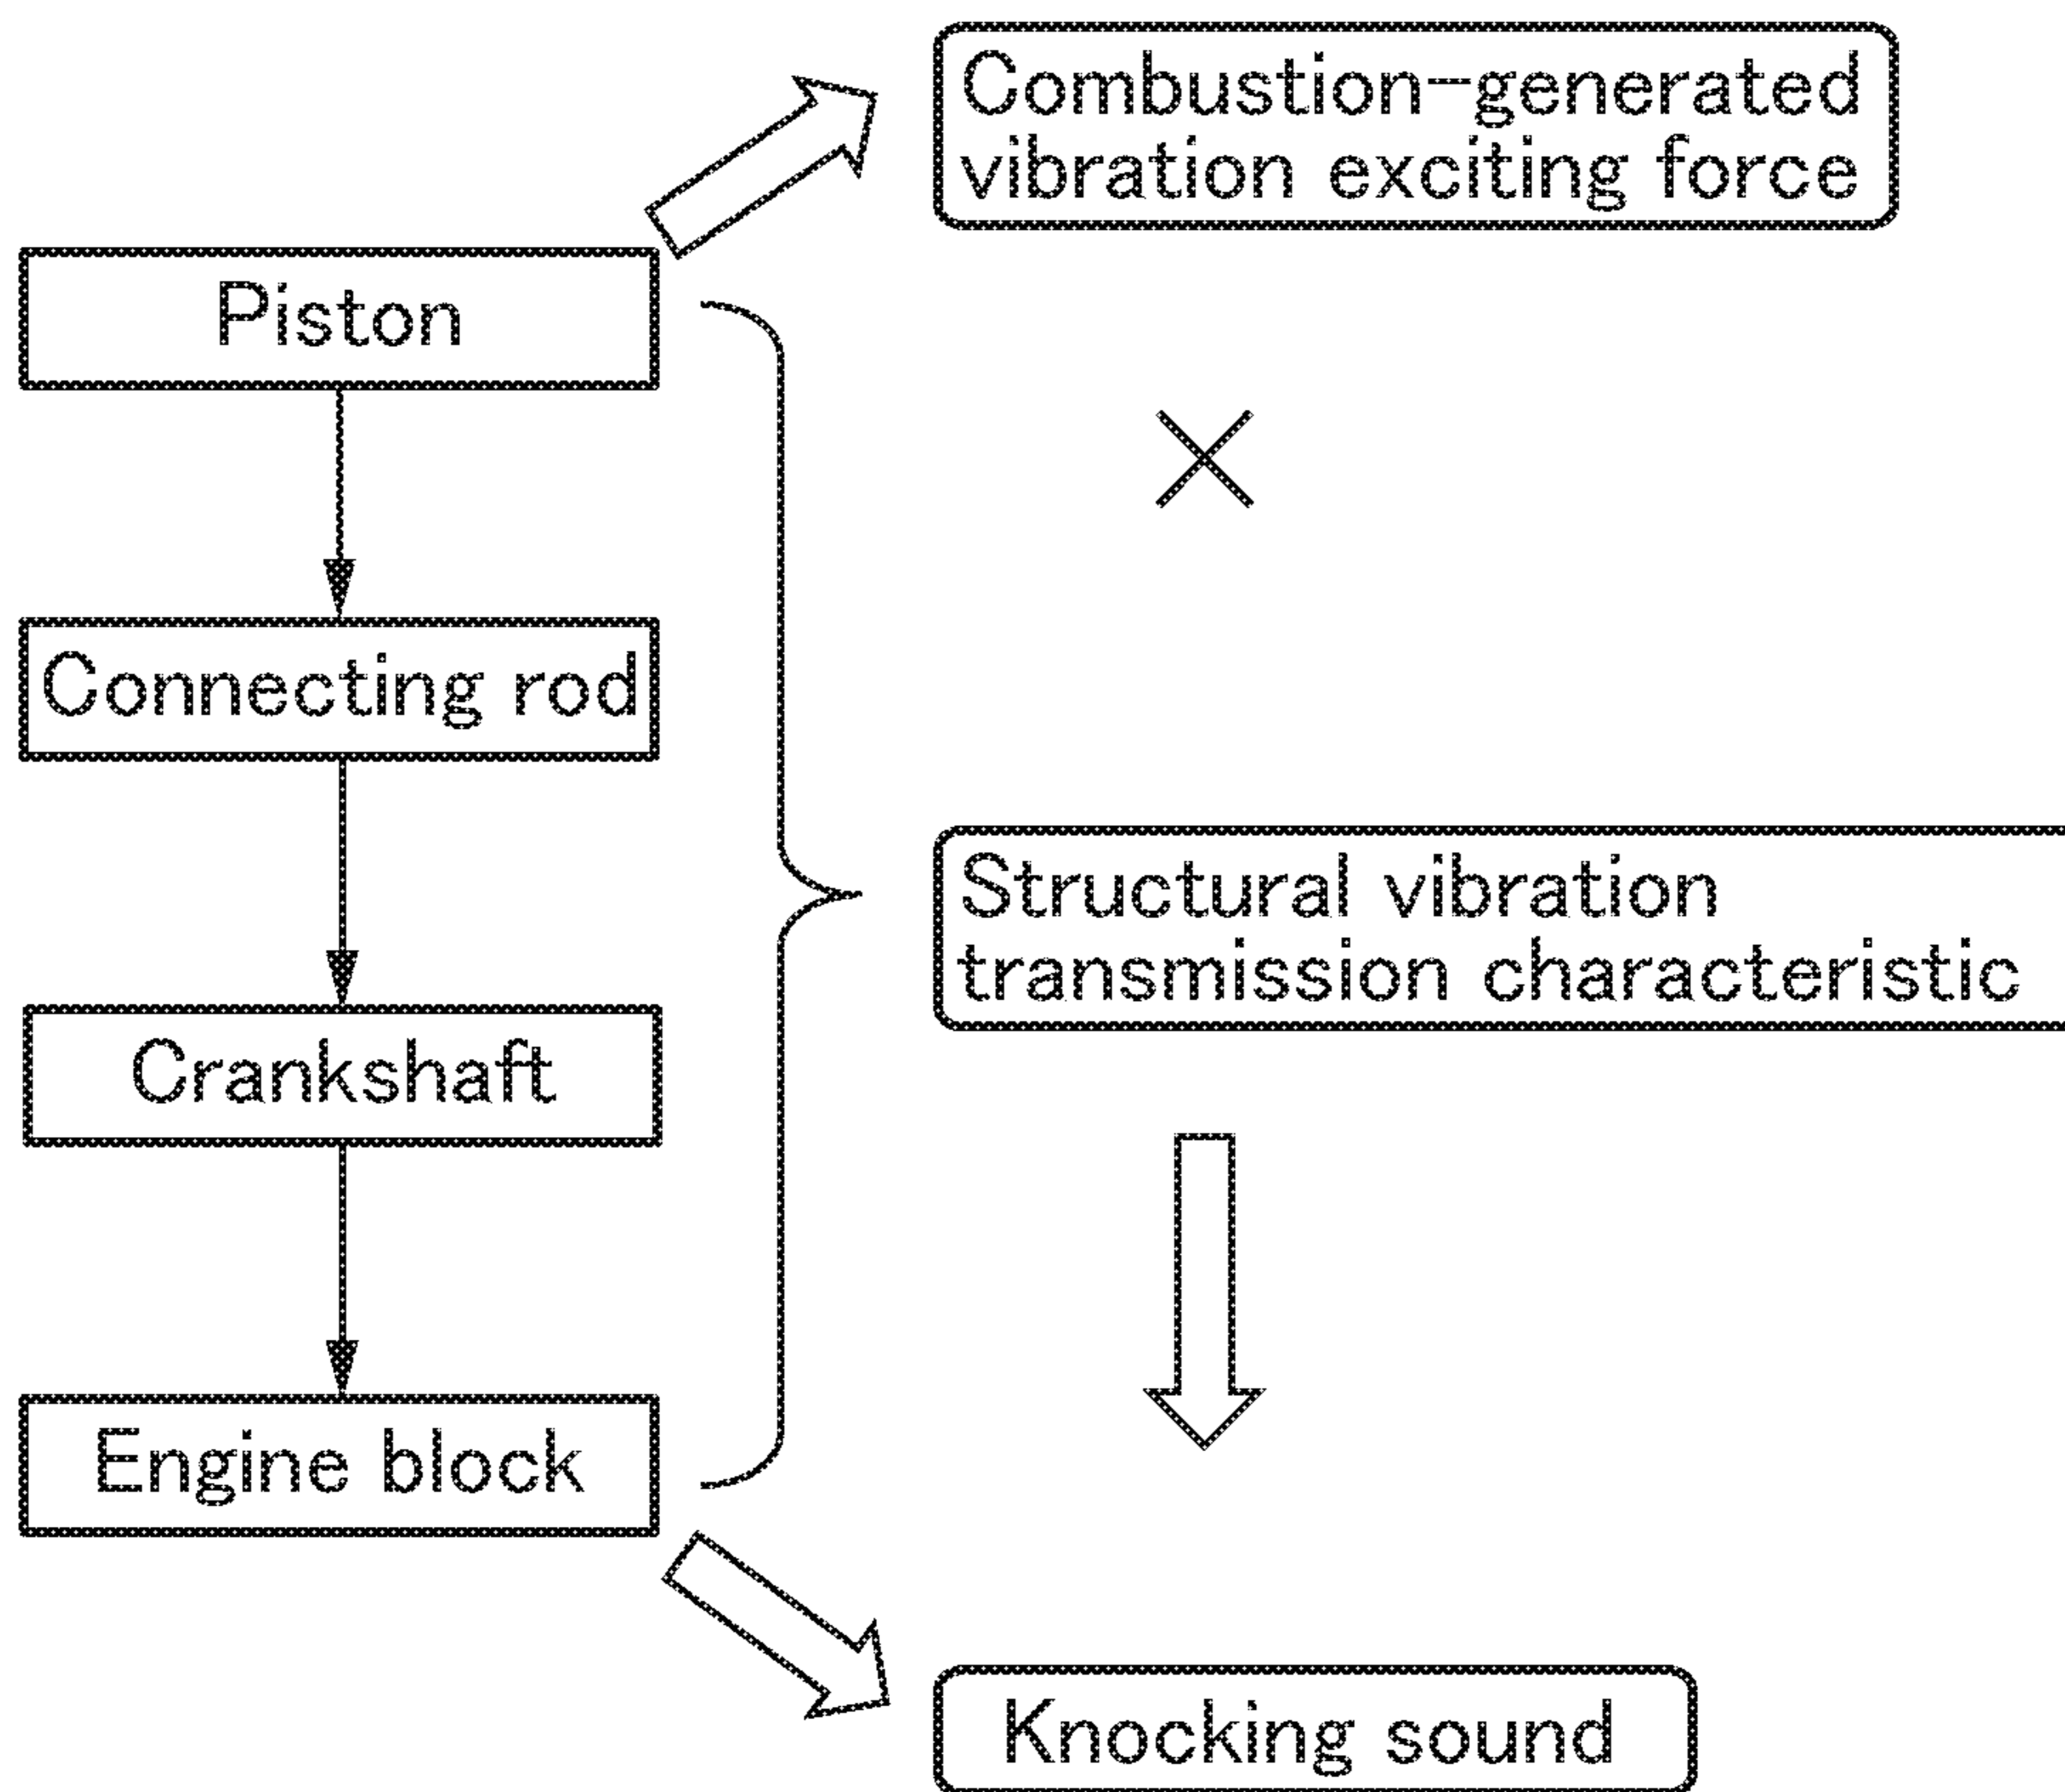 Combustion-generated
vibration exciting force
Piston
×
Connecting rod
Structural vibration
transmission characteristic
Crankshaft
Engine block
Knocking sound